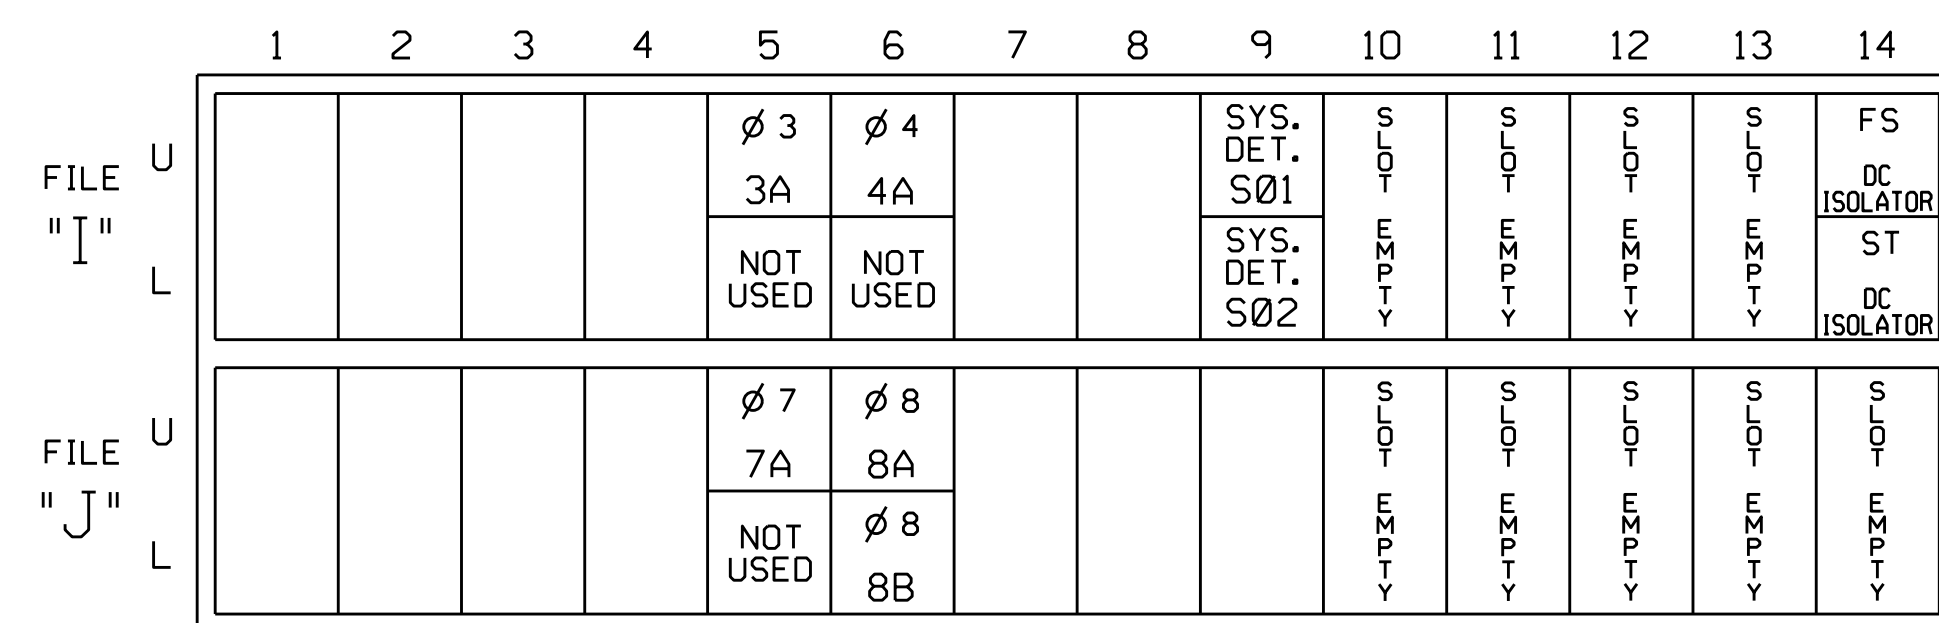 1 2 3 4 5 6 7 8 9 10 11 12 13 14
FILE
"I"
U
L
Ø 3
3A
NOT
USED
Ø 4
4A
NOT
USED
SYS.
DET.
SØ1
SYS.
DET.
SØ2
SLOT EMPTY
SLOT EMPTY
SLOT EMPTY
SLOT EMPTY
FS
DC
ISOLATOR
ST
DC
ISOLATOR
FILE
"J"
U
L
Ø 7
7A
NOT
USED
Ø 8
8A
Ø 8
8B
SLOT EMPTY
SLOT EMPTY
SLOT EMPTY
SLOT EMPTY
SLOT EMPTY